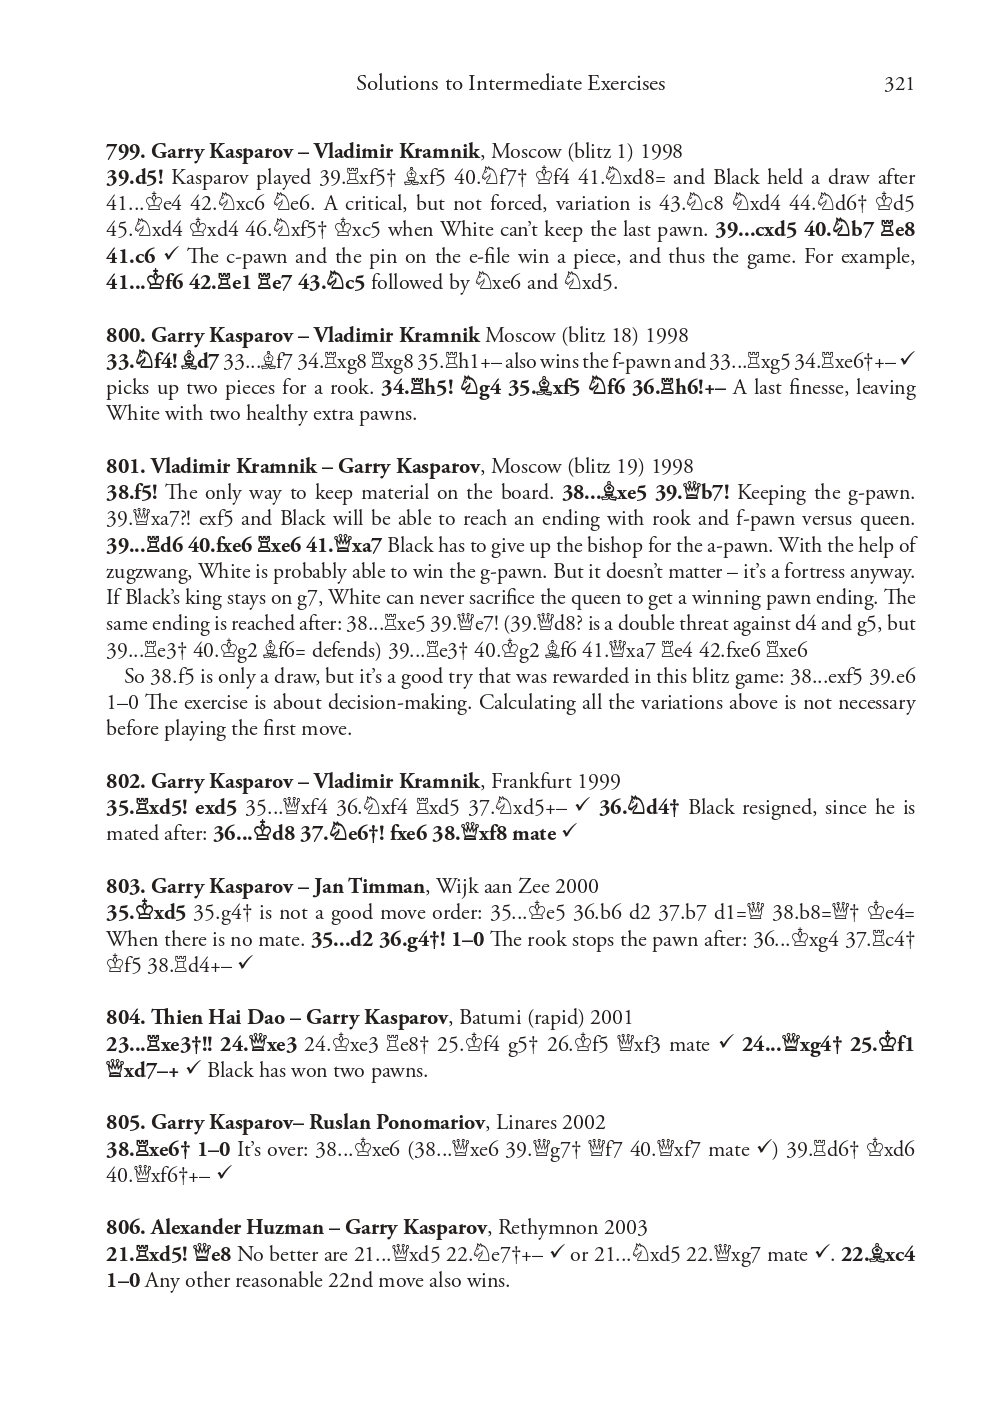 Solutions to Intermediate Exercises 321
799. Garry Kasparov – Vladimir Kramnik, Moscow (blitz 1) 1998
39.d5! Kasparov played 39.♖xf5† ♗xf5 40.♘f7† ♔f4 41.♘xd8= and Black held a draw after
41...♔e4 42.♘xc6 ♘e6. A critical, but not forced, variation is 43.♘c8 ♘xd4 44.♘d6† ♔d5
45.♘xd4 ♔xd4 46.♘xf5† ♔xc5 when White can’t keep the last pawn. 39...cxd5 40.♘b7 ♖e8
41.c6 ✓ The c-pawn and the pin on the e-file win a piece, and thus the game. For example,
41...♔f6 42.♖e1 ♖e7 43.♘c5 followed by ♘xe6 and ♘xd5.
800. Garry Kasparov – Vladimir Kramnik Moscow (blitz 18) 1998
33.♘f4! ♗d7 33...♗f7 34.♖xg8 ♖xg8 35.♖h1+– also wins the f-pawn and 33...♖xg5 34.♖xe6†+– ✓
picks up two pieces for a rook. 34.♖h5! ♘g4 35.♗xf5 ♘f6 36.♖h6!+– A last finesse, leaving
White with two healthy extra pawns.
801. Vladimir Kramnik – Garry Kasparov, Moscow (blitz 19) 1998
38.f5! The only way to keep material on the board. 38...♗xe5 39.♕b7! Keeping the g-pawn.
39.♕xa7?! exf5 and Black will be able to reach an ending with rook and f-pawn versus queen.
39...♖d6 40.fxe6 ♖xe6 41.♕xa7 Black has to give up the bishop for the a-pawn. With the help of
zugzwang, White is probably able to win the g-pawn. But it doesn’t matter – it’s a fortress anyway.
If Black’s king stays on g7, White can never sacrifice the queen to get a winning pawn ending. The
same ending is reached after: 38...♖xe5 39.♕e7! (39.♕d8? is a double threat against d4 and g5, but
39...♖e3† 40.♔g2 ♗f6= defends) 39...♖e3† 40.♔g2 ♗f6 41.♕xa7 ♖e4 42.fxe6 ♖xe6
So 38.f5 is only a draw, but it’s a good try that was rewarded in this blitz game: 38...exf5 39.e6
1–0 The exercise is about decision-making. Calculating all the variations above is not necessary
before playing the first move.
802. Garry Kasparov – Vladimir Kramnik, Frankfurt 1999
35.♖xd5! exd5 35...♕xf4 36.♘xf4 ♖xd5 37.♘xd5+– ✓ 36.♘d4† Black resigned, since he is
mated after: 36...♔d8 37.♘e6†! fxe6 38.♕xf8 mate ✓
803. Garry Kasparov – Jan Timman, Wijk aan Zee 2000
35.♔xd5 35.g4† is not a good move order: 35...♔e5 36.b6 d2 37.b7 d1=♕ 38.b8=♕† ♔e4=
When there is no mate. 35...d2 36.g4†! 1–0 The rook stops the pawn after: 36...♔xg4 37.♖c4†
♔f5 38.♖d4+– ✓
804. Thien Hai Dao – Garry Kasparov, Batumi (rapid) 2001
23...♖xe3†!! 24.♕xe3 24.♔xe3 ♖e8† 25.♔f4 g5† 26.♔f5 ♕xf3 mate ✓ 24...♕xg4† 25.♔f1
♕xd7–+ ✓ Black has won two pawns.
805. Garry Kasparov– Ruslan Ponomariov, Linares 2002
38.♖xe6† 1–0 It’s over: 38...♔xe6 (38...♕xe6 39.♕g7† ♕f7 40.♕xf7 mate ✓) 39.♖d6† ♔xd6
40.♕xf6†+– ✓
806. Alexander Huzman – Garry Kasparov, Rethymnon 2003
21.♖xd5! ♕e8 No better are 21...♕xd5 22.♘e7†+– ✓ or 21...♘xd5 22.♕xg7 mate ✓. 22.♗xc4
1–0 Any other reasonable 22nd move also wins.